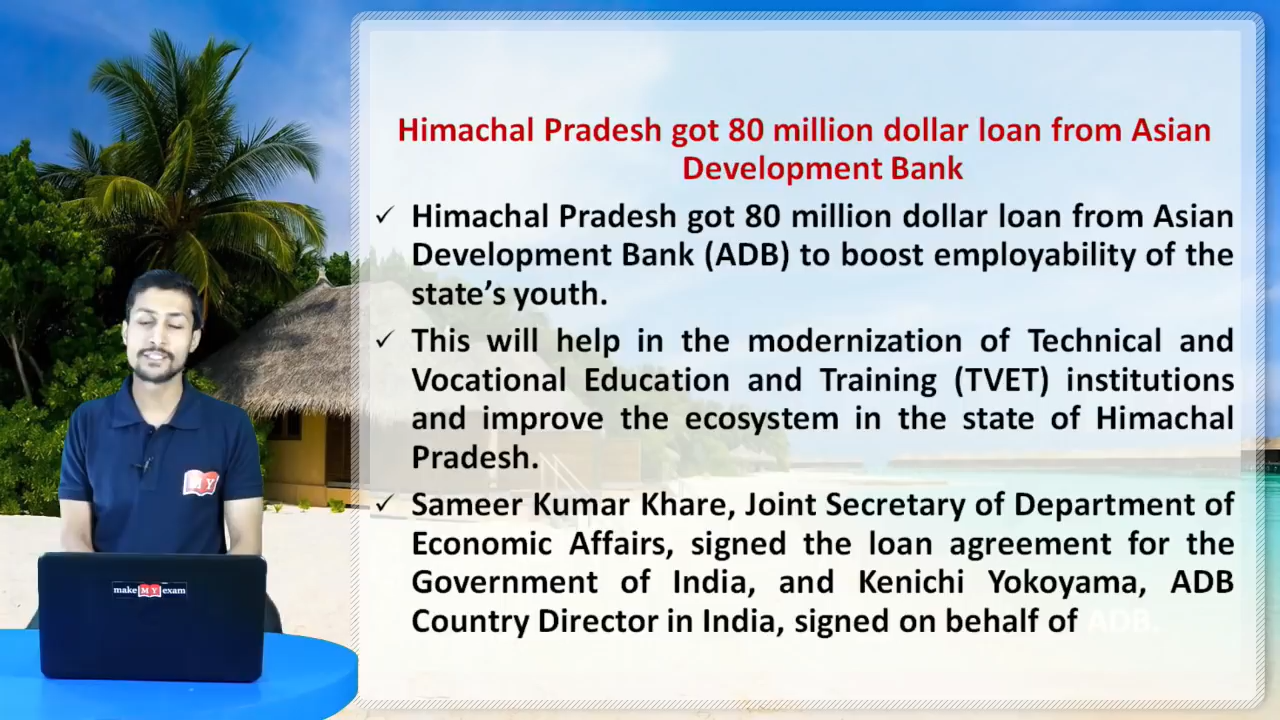 Himachal Pradesh got 80 million dollar loan from Asian
Development Bank
✓ Himachal Pradesh got 80 million dollar loan from Asian
Development Bank (ADB) to boost employability of the
state's youth.
✓ This will help in the modernization of Technical and
Vocational Education and Training (TVET) institutions
and improve the ecosystem in the state of Himachal
Pradesh.
✓ Sameer Kumar Khare, Joint Secretary of Department of
Economic Affairs, signed the loan agreement for the
Government of India, and Kenichi Yokoyama, ADB
Country Director in India, signed on behalf of ADB.
MY
make MY exam